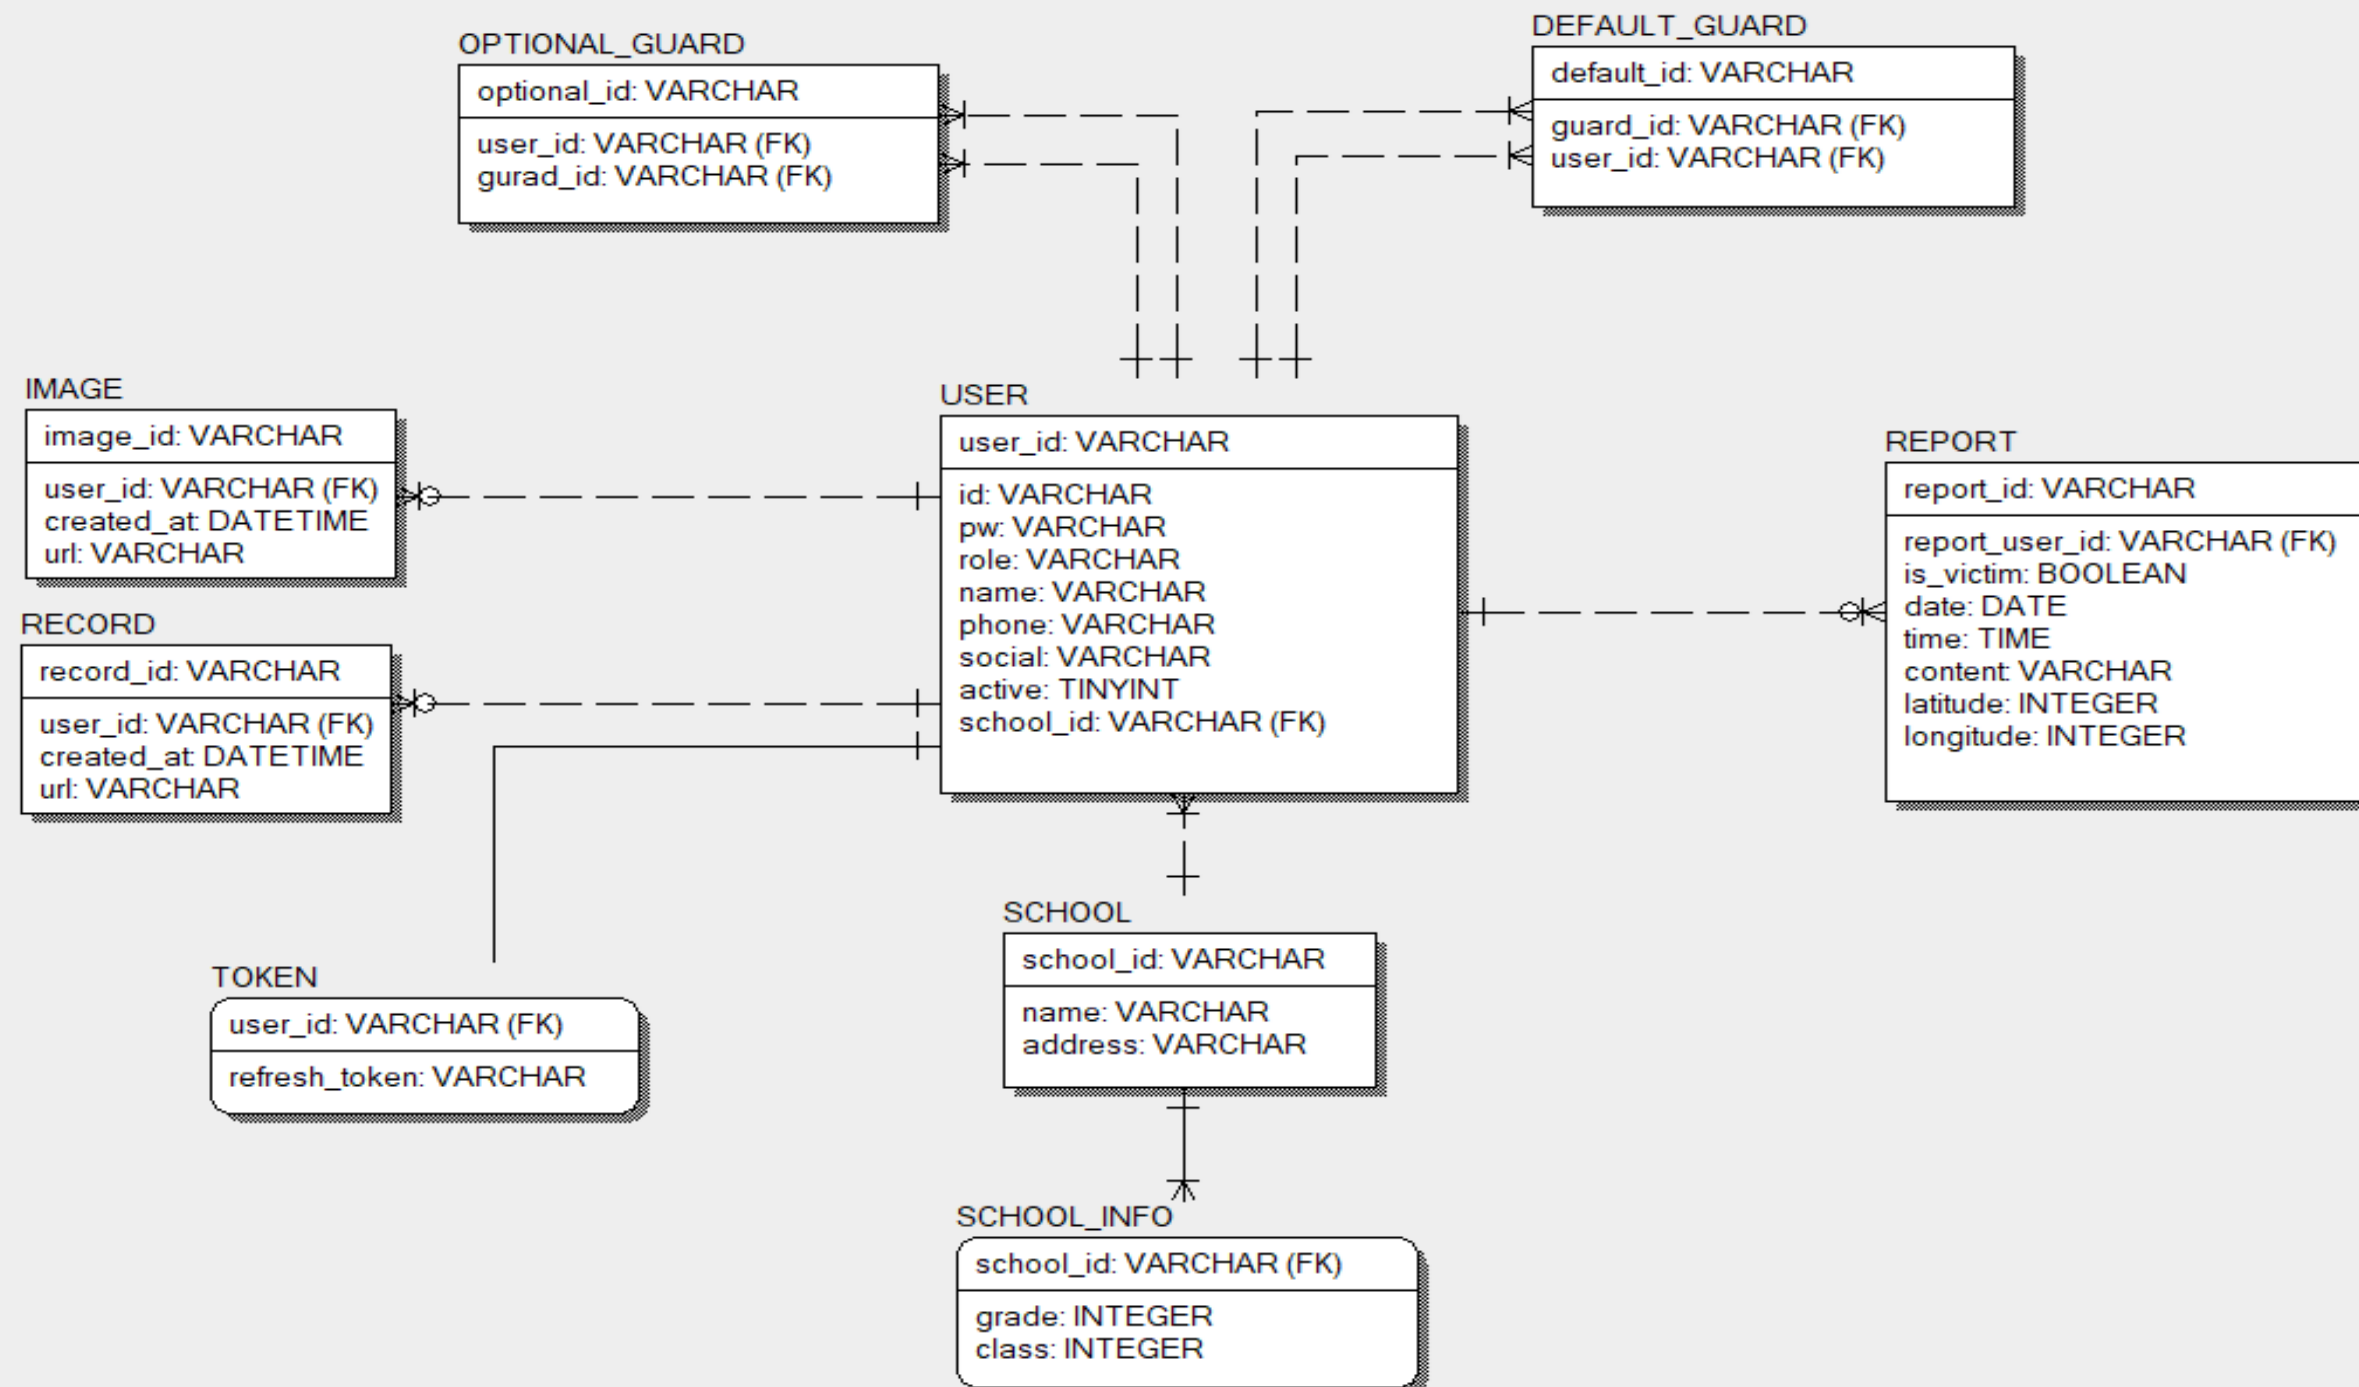 OPTIONAL_GUARD
optional_id: VARCHAR
user_id: VARCHAR (FK)
gurad_id: VARCHAR (FK)
DEFAULT_GUARD
default_id: VARCHAR
guard_id: VARCHAR (FK)
user_id: VARCHAR (FK)
IMAGE
image_id: VARCHAR
user_id: VARCHAR (FK)
created_at: DATETIME
url: VARCHAR
USER
user_id: VARCHAR
id: VARCHAR
pw: VARCHAR
role: VARCHAR
name: VARCHAR
phone: VARCHAR
social: VARCHAR
active: TINYINT
school_id: VARCHAR (FK)
REPORT
report_id: VARCHAR
report_user_id: VARCHAR (FK)
is_victim: BOOLEAN
date: DATE
time: TIME
content: VARCHAR
latitude: INTEGER
longitude: INTEGER
RECORD
record_id: VARCHAR
user_id: VARCHAR (FK)
created_at: DATETIME
url: VARCHAR
TOKEN
user_id: VARCHAR (FK)
refresh_token: VARCHAR
SCHOOL
school_id: VARCHAR
name: VARCHAR
address: VARCHAR
SCHOOL_INFO
school_id: VARCHAR (FK)
grade: INTEGER
class: INTEGER